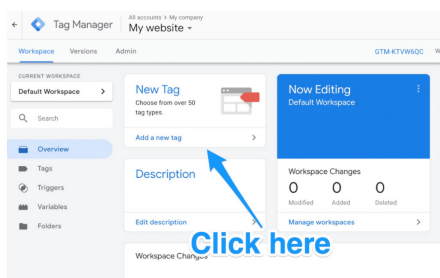 Tag Manager
All accounts > My company
My website
Workspace Versions Admin
GTM-KTVW6QC W
CURRENT WORKSPACE
Default Workspace
Search
Overview
Tags
Triggers
Variables
Folders
New Tag
Choose from over 50
tag types.
Add a new tag
Now Editing
Default Workspace
Description
Edit description
Workspace Changes
0 0 0
Modified Added Deleted
Manage workspaces
Click here
Workspace Changes